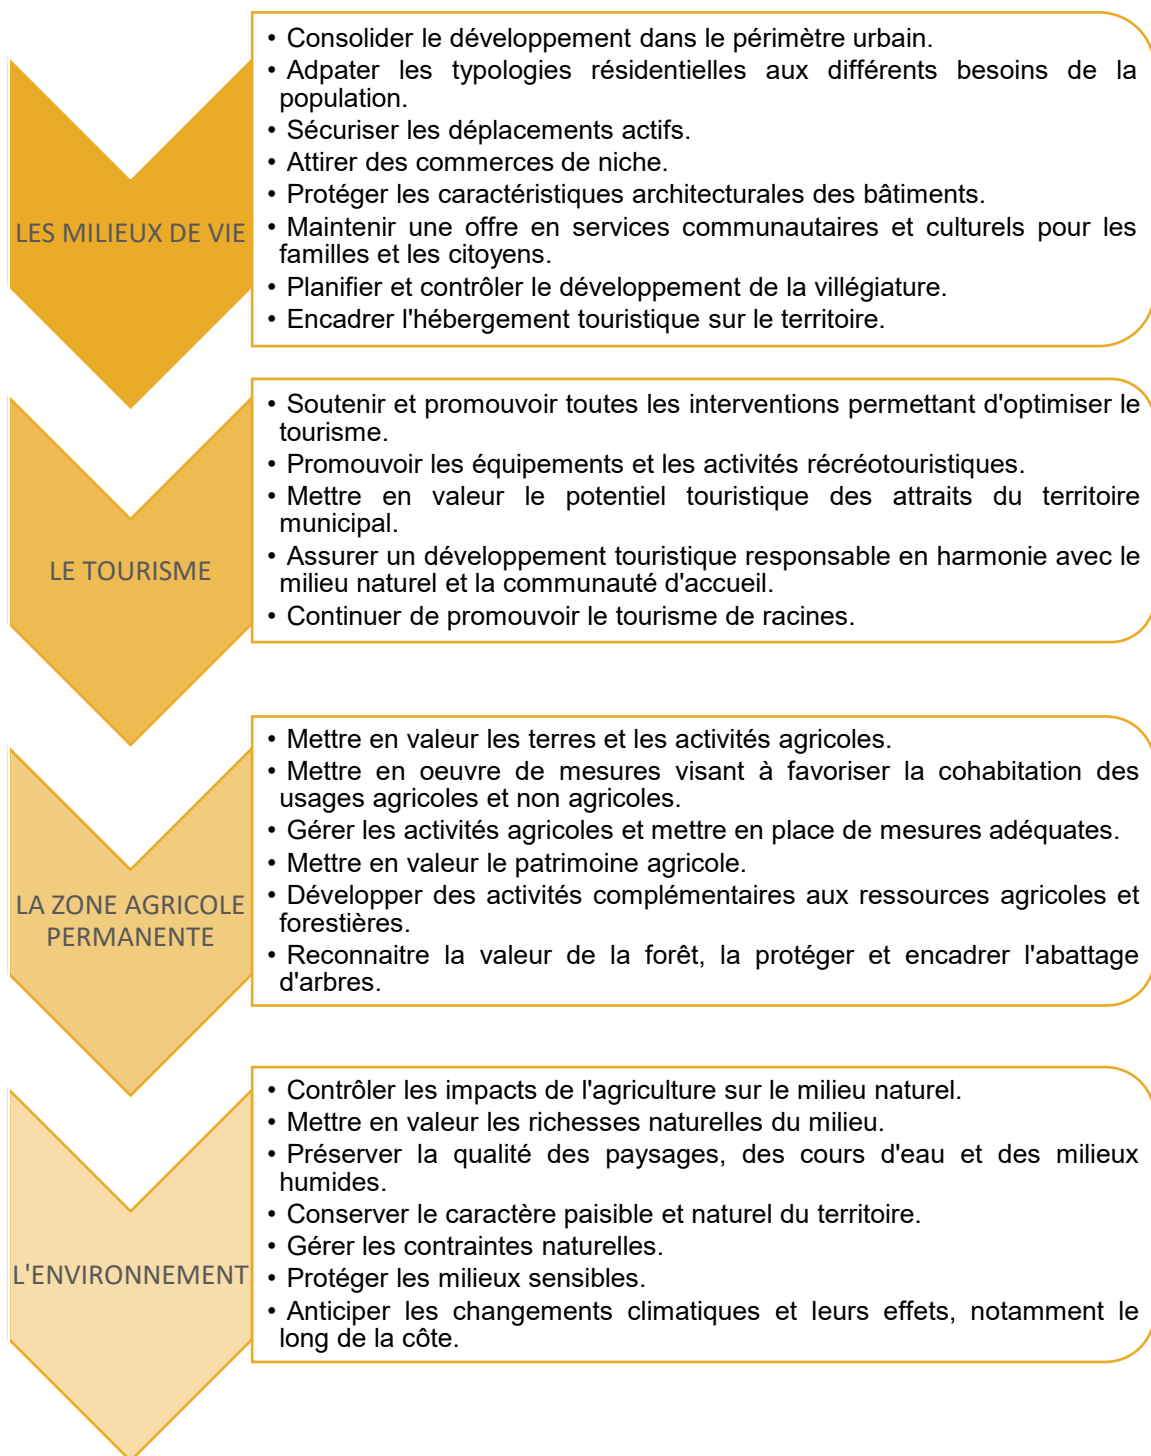 LES MILIEUX DE VIE
• Consolider le développement dans le périmètre urbain.
• Adpater les typologies résidentielles aux différents besoins de la
population.
• Sécuriser les déplacements actifs.
• Attirer des commerces de niche.
• Protéger les caractéristiques architecturales des bâtiments.
• Maintenir une offre en services communautaires et culturels pour les
familles et les citoyens.
• Planifier et contrôler le développement de la villégiature.
• Encadrer l'hébergement touristique sur le territoire.
LE TOURISME
• Soutenir et promouvoir toutes les interventions permettant d'optimiser le
tourisme.
• Promouvoir les équipements et les activités récréotouristiques.
• Mettre en valeur le potentiel touristique des attraits du territoire
municipal.
• Assurer un développement touristique responsable en harmonie avec le
milieu naturel et la communauté d'accueil.
• Continuer de promouvoir le tourisme de racines.
LA ZONE AGRICOLE
PERMANENTE
• Mettre en valeur les terres et les activités agricoles.
• Mettre en oeuvre de mesures visant à favoriser la cohabitation des
usages agricoles et non agricoles.
• Gérer les activités agricoles et mettre en place de mesures adéquates.
• Mettre en valeur le patrimoine agricole.
• Développer des activités complémentaires aux ressources agricoles et
forestières.
• Reconnaitre la valeur de la forêt, la protéger et encadrer l'abattage
d'arbres.
L'ENVIRONNEMENT
• Contrôler les impacts de l'agriculture sur le milieu naturel.
• Mettre en valeur les richesses naturelles du milieu.
• Préserver la qualité des paysages, des cours d'eau et des milieux
humides.
• Conserver le caractère paisible et naturel du territoire.
• Gérer les contraintes naturelles.
• Protéger les milieux sensibles.
• Anticiper les changements climatiques et leurs effets, notamment le
long de la côte.